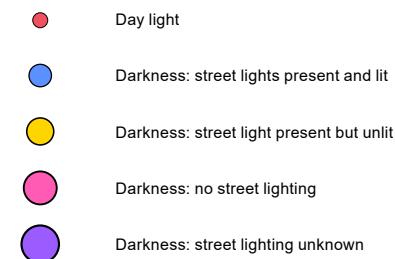 Day light
Darkness: street lights present and lit
Darkness: street light present but unlit
Darkness: no street lighting
Darkness: street lighting unknown